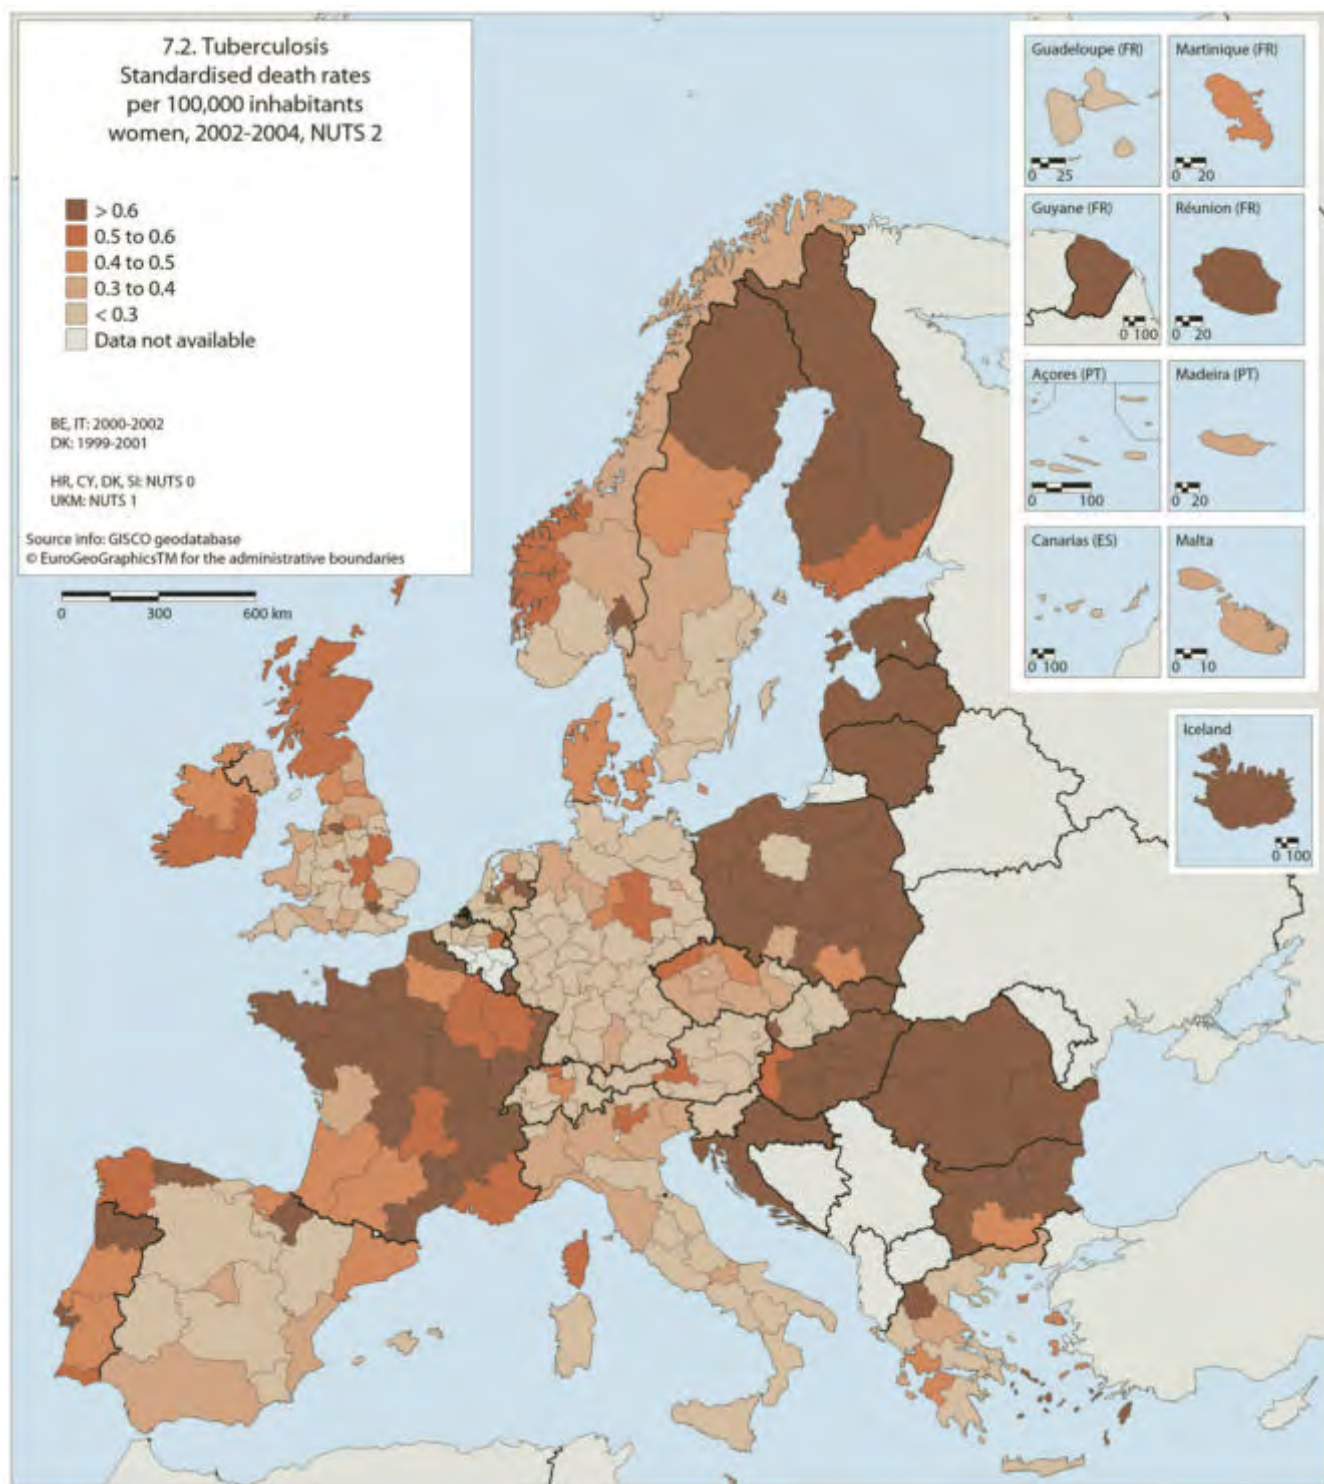 7.2. Tuberculosis
Standardised death rates
per 100,000 inhabitants
women, 2002-2004, NUTS 2
> 0.6
0.5 to 0.6
0.4 to 0.5
0.3 to 0.4
< 0.3
Data not available
BE, IT: 2000-2002
DK: 1999-2001
HR, CY, DK, SI: NUTS 0
UKM: NUTS 1
Source info: GISCO geodatabase
© EuroGeoGraphicsTM for the administrative boundaries
0 300 600 km
Guadeloupe (FR)
0 25
Martinique (FR)
0 20
Guyane (FR)
0 100
Réunion (FR)
0 20
Açores (PT)
0 100
Madeira (PT)
0 20
Canarias (ES)
0 100
Malta
0 10
Iceland
0 100